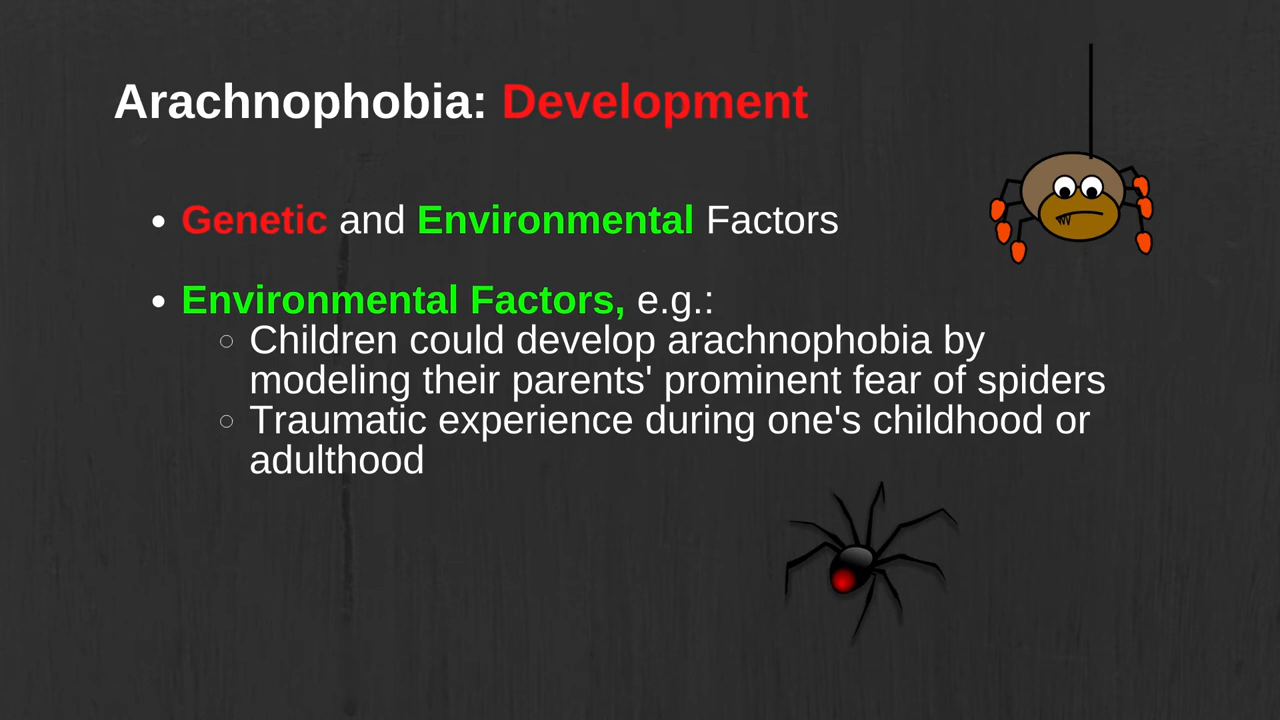 Arachnophobia: Development
• Genetic and Environmental Factors
• Environmental Factors, e.g.:
○ Children could develop arachnophobia by
modeling their parents' prominent fear of spiders
○ Traumatic experience during one's childhood or
adulthood